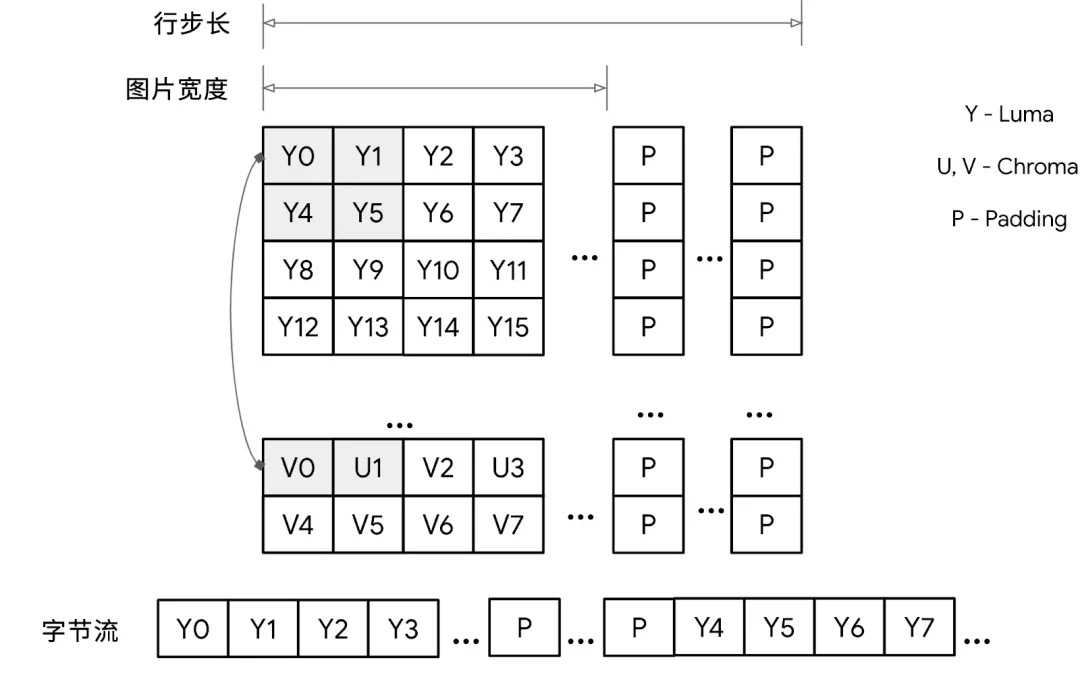 行步长
图片宽度
Y - Luma
U, V - Chroma
P - Padding
Y0 Y1 Y2 Y3 P P
Y4 Y5 Y6 Y7 P P
... ...
Y8 Y9 Y10 Y11 P P
Y12 Y13 Y14 Y15 P P
... ... ...
V0 U1 V2 U3 P P
... ...
V4 V5 V6 V7 P P
字节流 Y0 Y1 Y2 Y3 ... P ... P Y4 Y5 Y6 Y7 ...